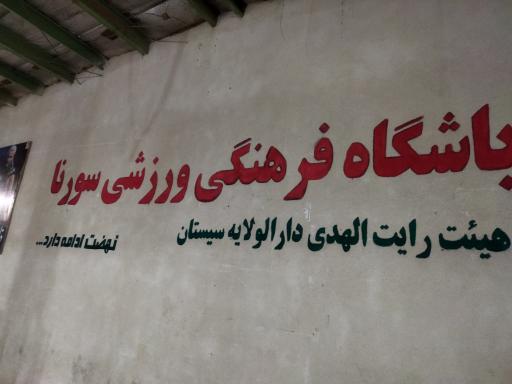 باشگاه فرهنگی ورزشی سورنا
هیئت رایت الهدی دارالولایه سیستان
نهضت ادامه دارد...